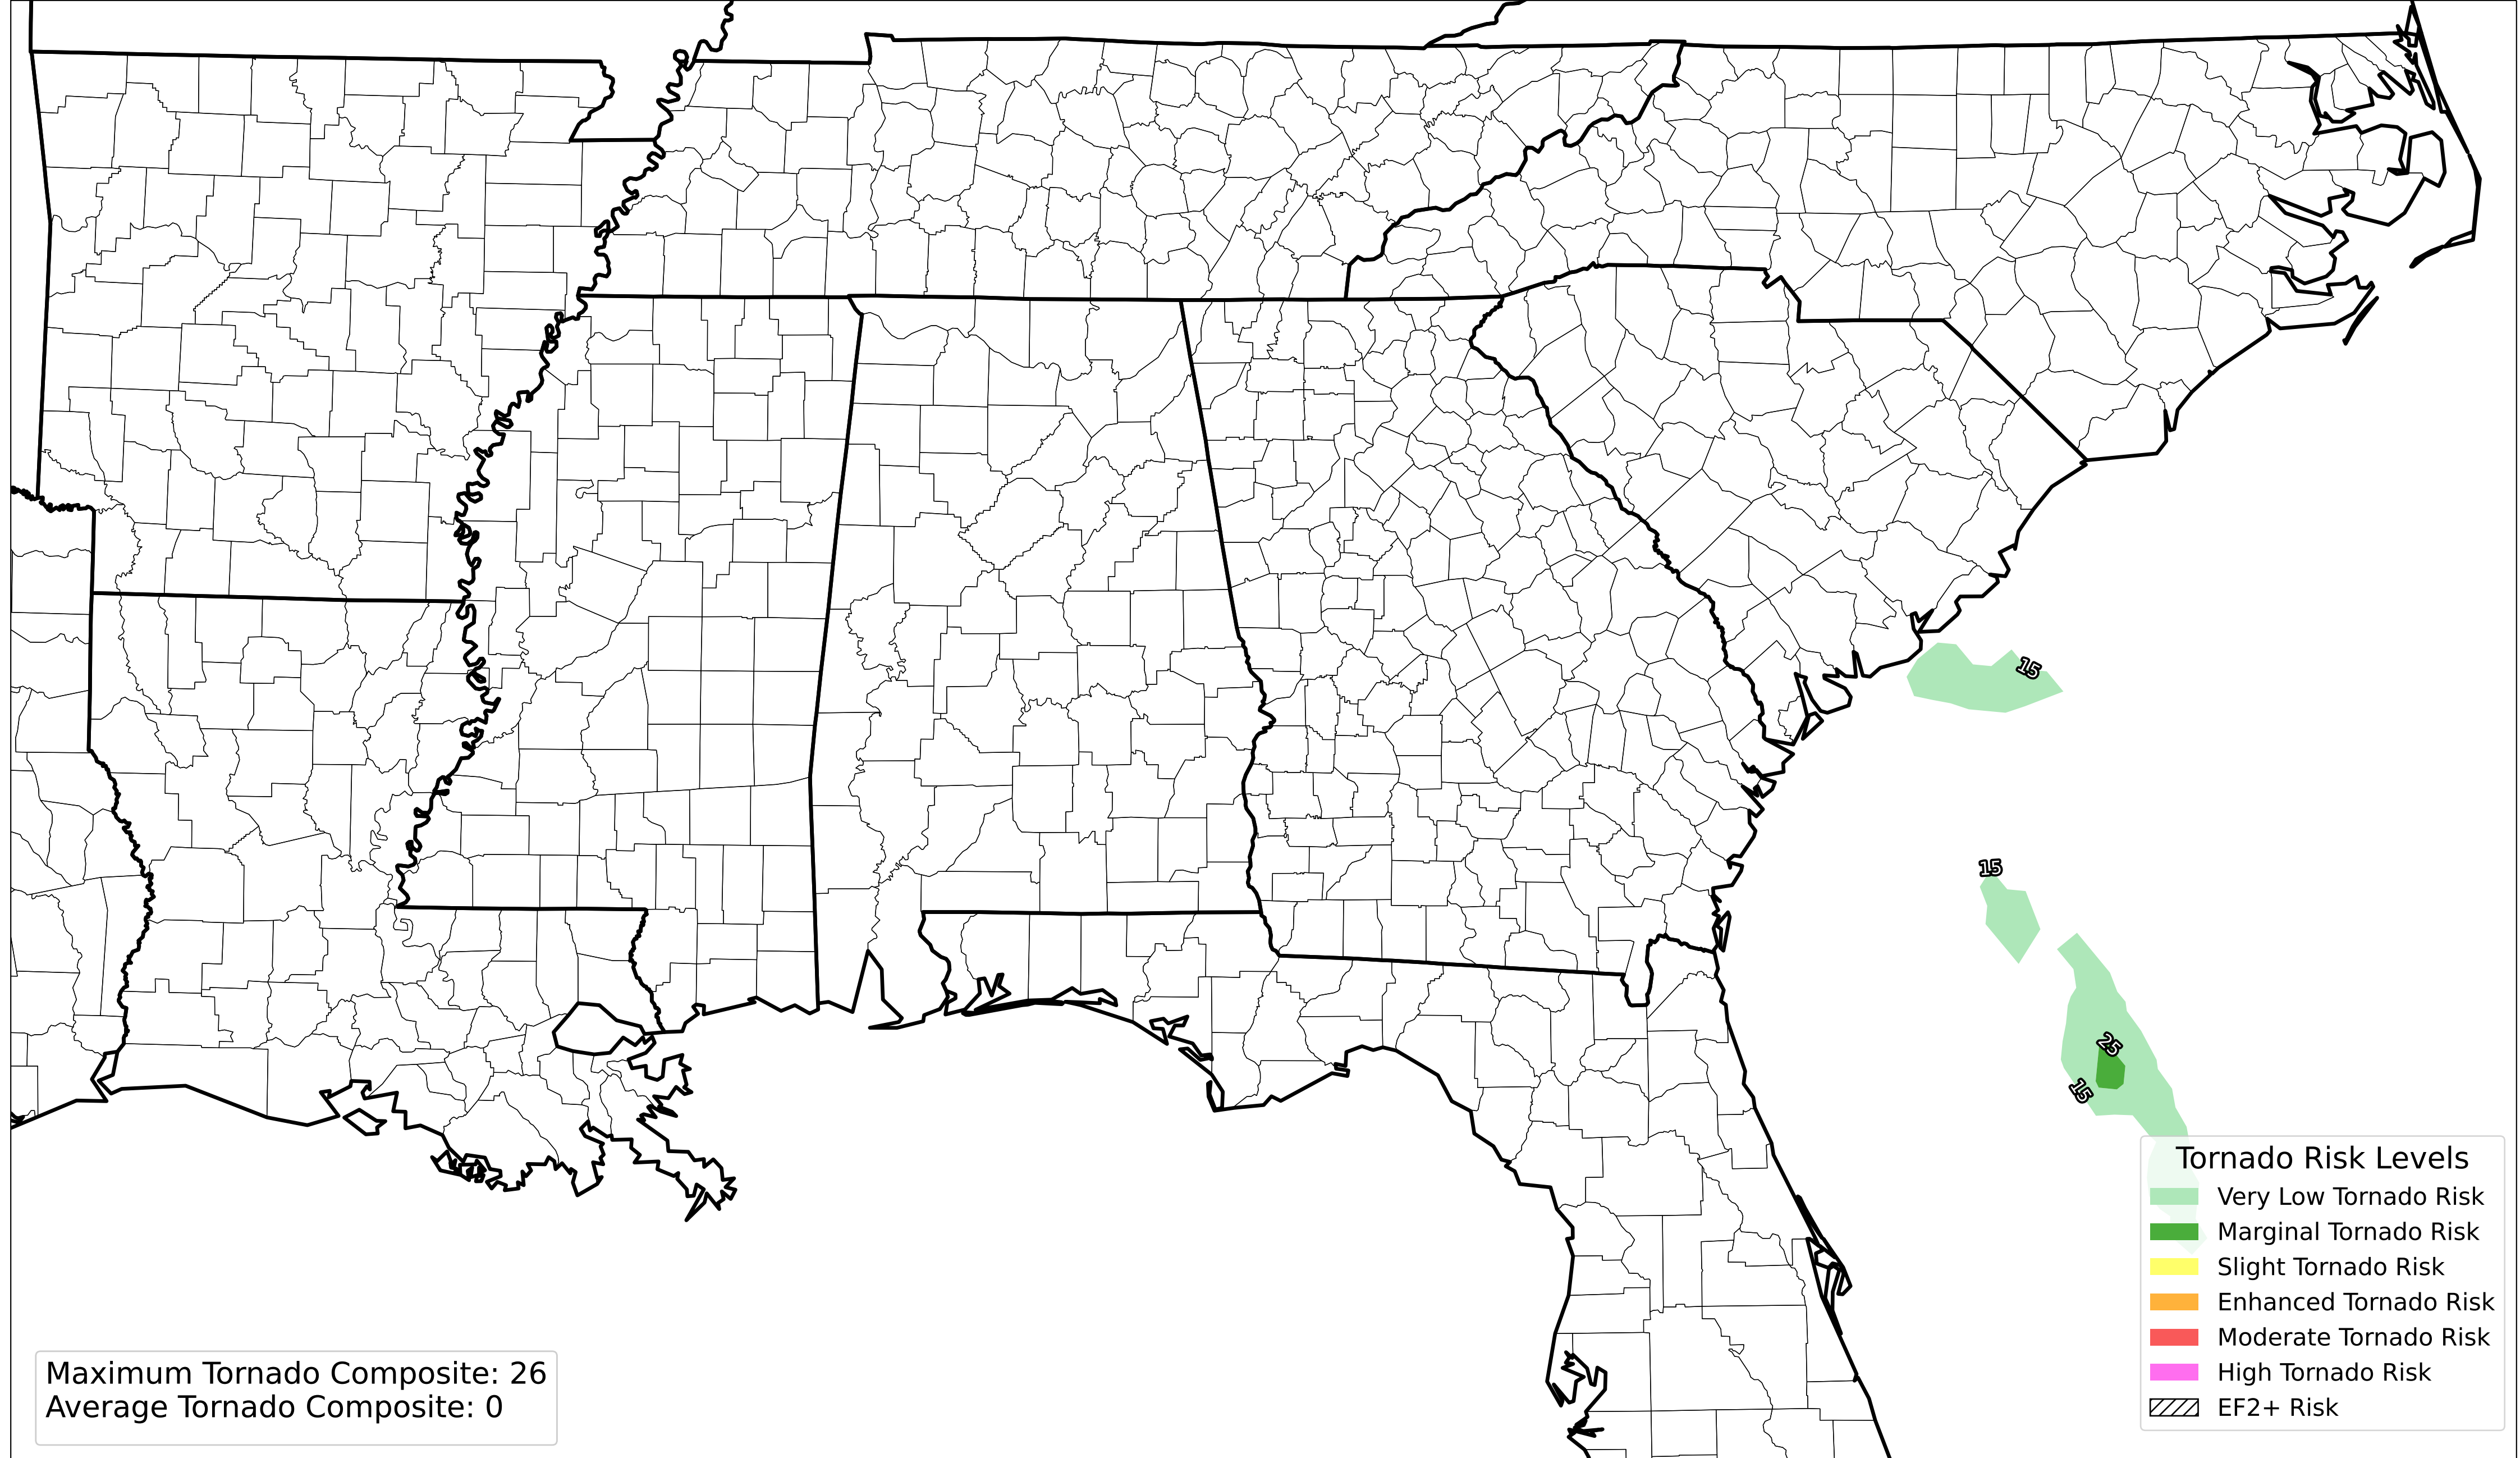 15
15
25
15
Tornado Risk Levels
Very Low Tornado Risk
Marginal Tornado Risk
Slight Tornado Risk
Enhanced Tornado Risk
Moderate Tornado Risk
High Tornado Risk
EF2+ Risk
Maximum Tornado Composite: 26
Average Tornado Composite: 0